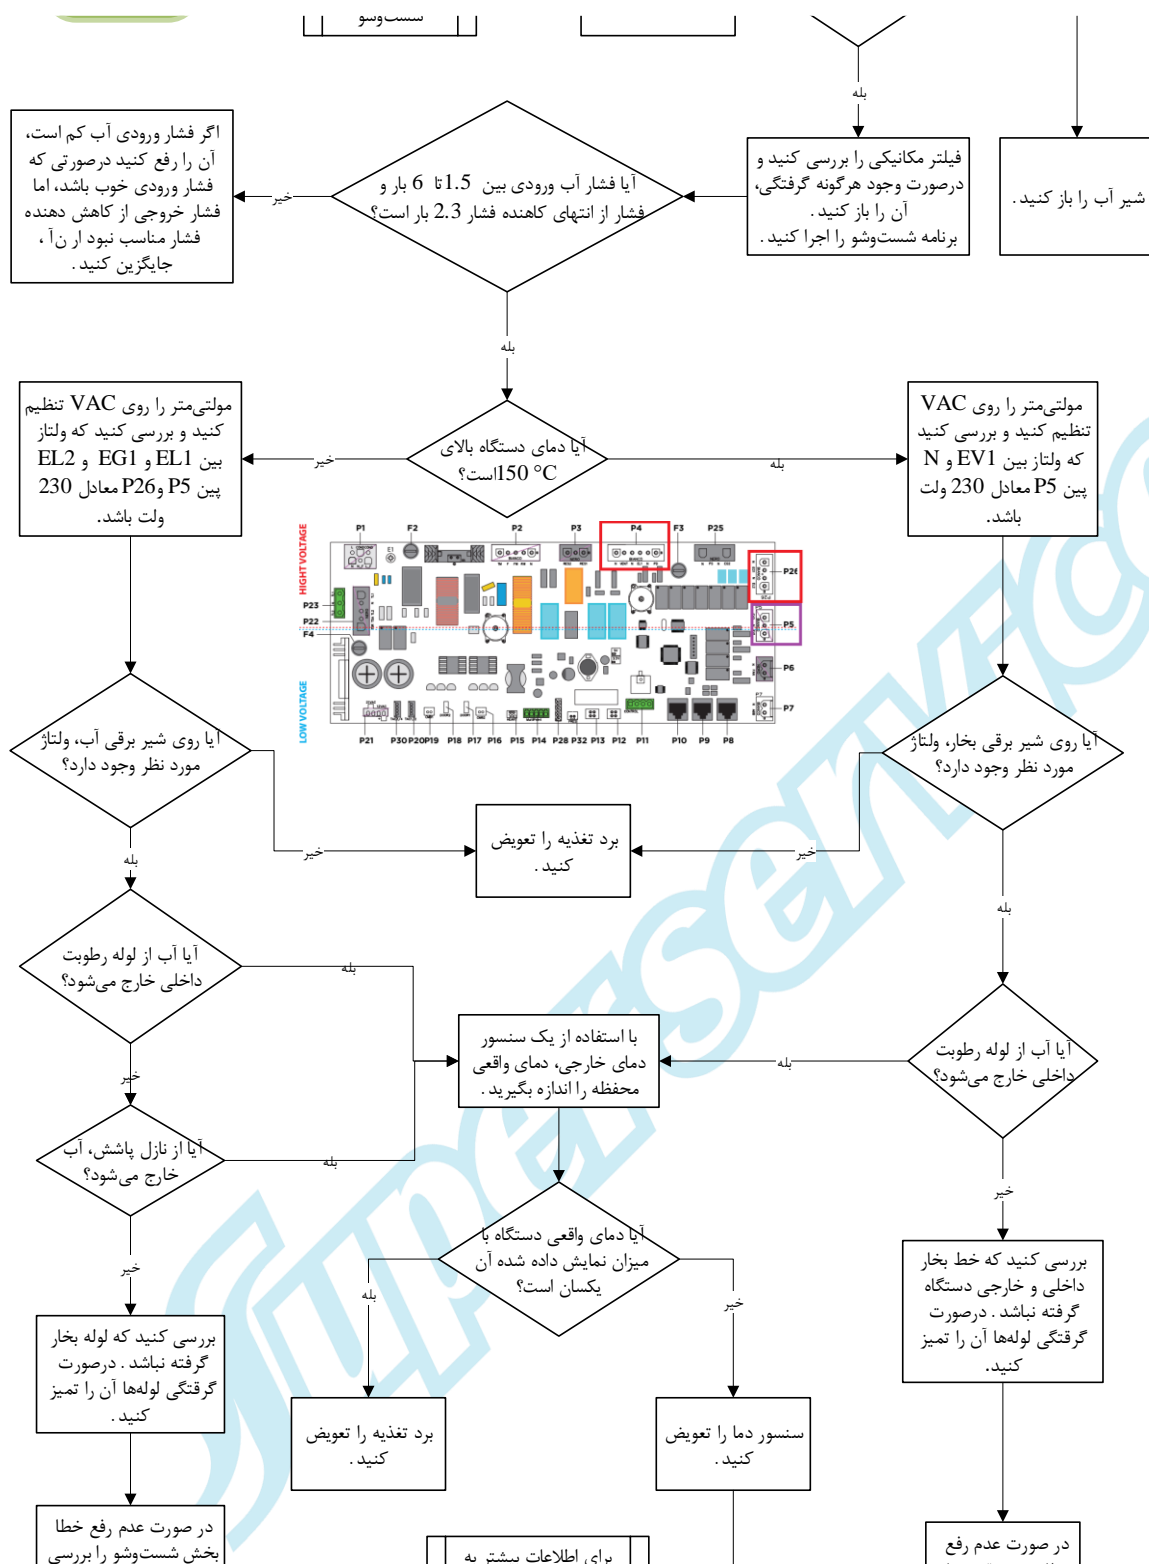 شست‌وشو
بله
اگر فشار ورودی آب کم است،
آن را رفع کنید درصورتی که
فشار ورودی خوب باشد، اما
فشار خروجی از کاهش دهنده
فشار مناسب نبود ار ن‌آ ،
جایگزین کنید .
خیر
آیا فشار آب ورودی بین 1.5 تا 6 بار و
فشار از انتهای کاهنده فشار 2.3 بار است؟
فیلتر مکانیکی را بررسی کنید و
درصورت وجود هرگونه گرفتگی،
آن را باز کنید .
برنامه شست‌وشو را اجرا کنید .
شیر آب را باز کنید .
بله
مولتی‌متر را روی VAC تنظیم
کنید و بررسی کنید که ولتاژ
بین EL1 و EG1 و EL2
پین P5 و P26 معادل 230
ولت باشد.
خیر
آیا دمای دستگاه بالای
150 °C است؟
بله
مولتی‌متر را روی VAC
تنظیم کنید و بررسی کنید
که ولتاژ بین EV1 و N
پین P5 معادل 230 ولت
باشد.
HIGHT VOLTAGE
LOW VOLTAGE
P1 F2 P2 P3 P4 F3 P25
E1
P26
P23
P22
F4
P5
P6
P7
P21 P30 P20 P19 P18 P17 P16 P15 P14 P28 P32 P13 P12 P11 P10 P9 P8
آیا روی شیر برقی آب، ولتاژ
مورد نظر وجود دارد؟
آیا روی شیر برقی بخار، ولتاژ
مورد نظر وجود دارد؟
خیر
برد تغذیه را تعویض
کنید .
خیر
بله
بله
آیا آب از لوله رطوبت
داخلی خارج می‌شود؟
بله
با استفاده از یک سنسور
دمای خارجی، دمای واقعی
محفظه را اندازه بگیرید .
بله
آیا آب از لوله رطوبت
داخلی خارج می‌شود؟
خیر
آیا از نازل پاشش، آب
خارج می‌شود؟
بله
خیر
آیا دمای واقعی دستگاه با
میزان نمایش داده شده آن
یکسان است؟
بله
خیر
خیر
بررسی کنید که خط بخار
داخلی و خارجی دستگاه
گرفته نباشد . درصورت
گرفتگی لوله‌ها آن را تمیز
کنید.
بررسی کنید که لوله بخار
گرفته نباشد . درصورت
گرفتگی لوله‌ها آن را تمیز
کنید .
برد تغذیه را تعویض
کنید .
سنسور دما را تعویض
کنید .
در صورت عدم رفع خطا
بخش شست‌وشو را بررسی
برای اطلاعات بیشتر به
در صورت عدم رفع